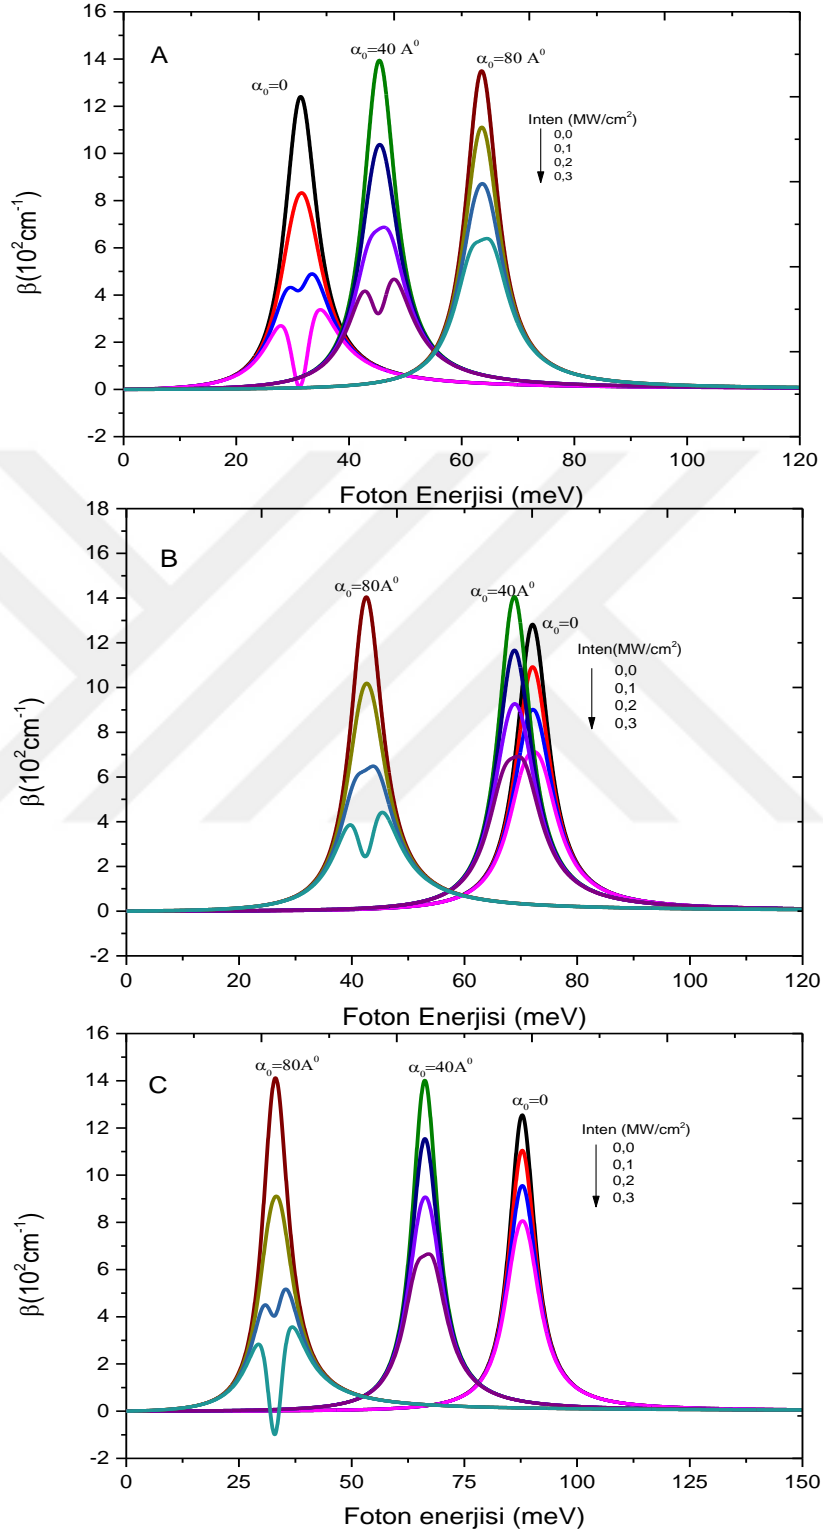 A
α₀=0
α₀=40 A⁰
α₀=80 A⁰
Inten (MW/cm²)
0,0
0,1
0,2
0,3
16
14
12
10
8
6
4
2
0
-2
β(10²cm⁻¹)
0 20 40 60 80 100 120
Foton Enerjisi (meV)
B
α₀=80A⁰
α₀=40A⁰
α₀=0
Inten(MW/cm²)
0,0
0,1
0,2
0,3
18
16
14
12
10
8
6
4
2
0
-2
β(10²cm⁻¹)
0 20 40 60 80 100 120
Foton Enerjisi (meV)
C
α₀=80A⁰
α₀=40A⁰
α₀=0
Inten (MW/cm²)
0,0
0,1
0,2
0,3
16
14
12
10
8
6
4
2
0
-2
β(10²cm⁻¹)
0 25 50 75 100 125 150
Foton enerjisi (meV)